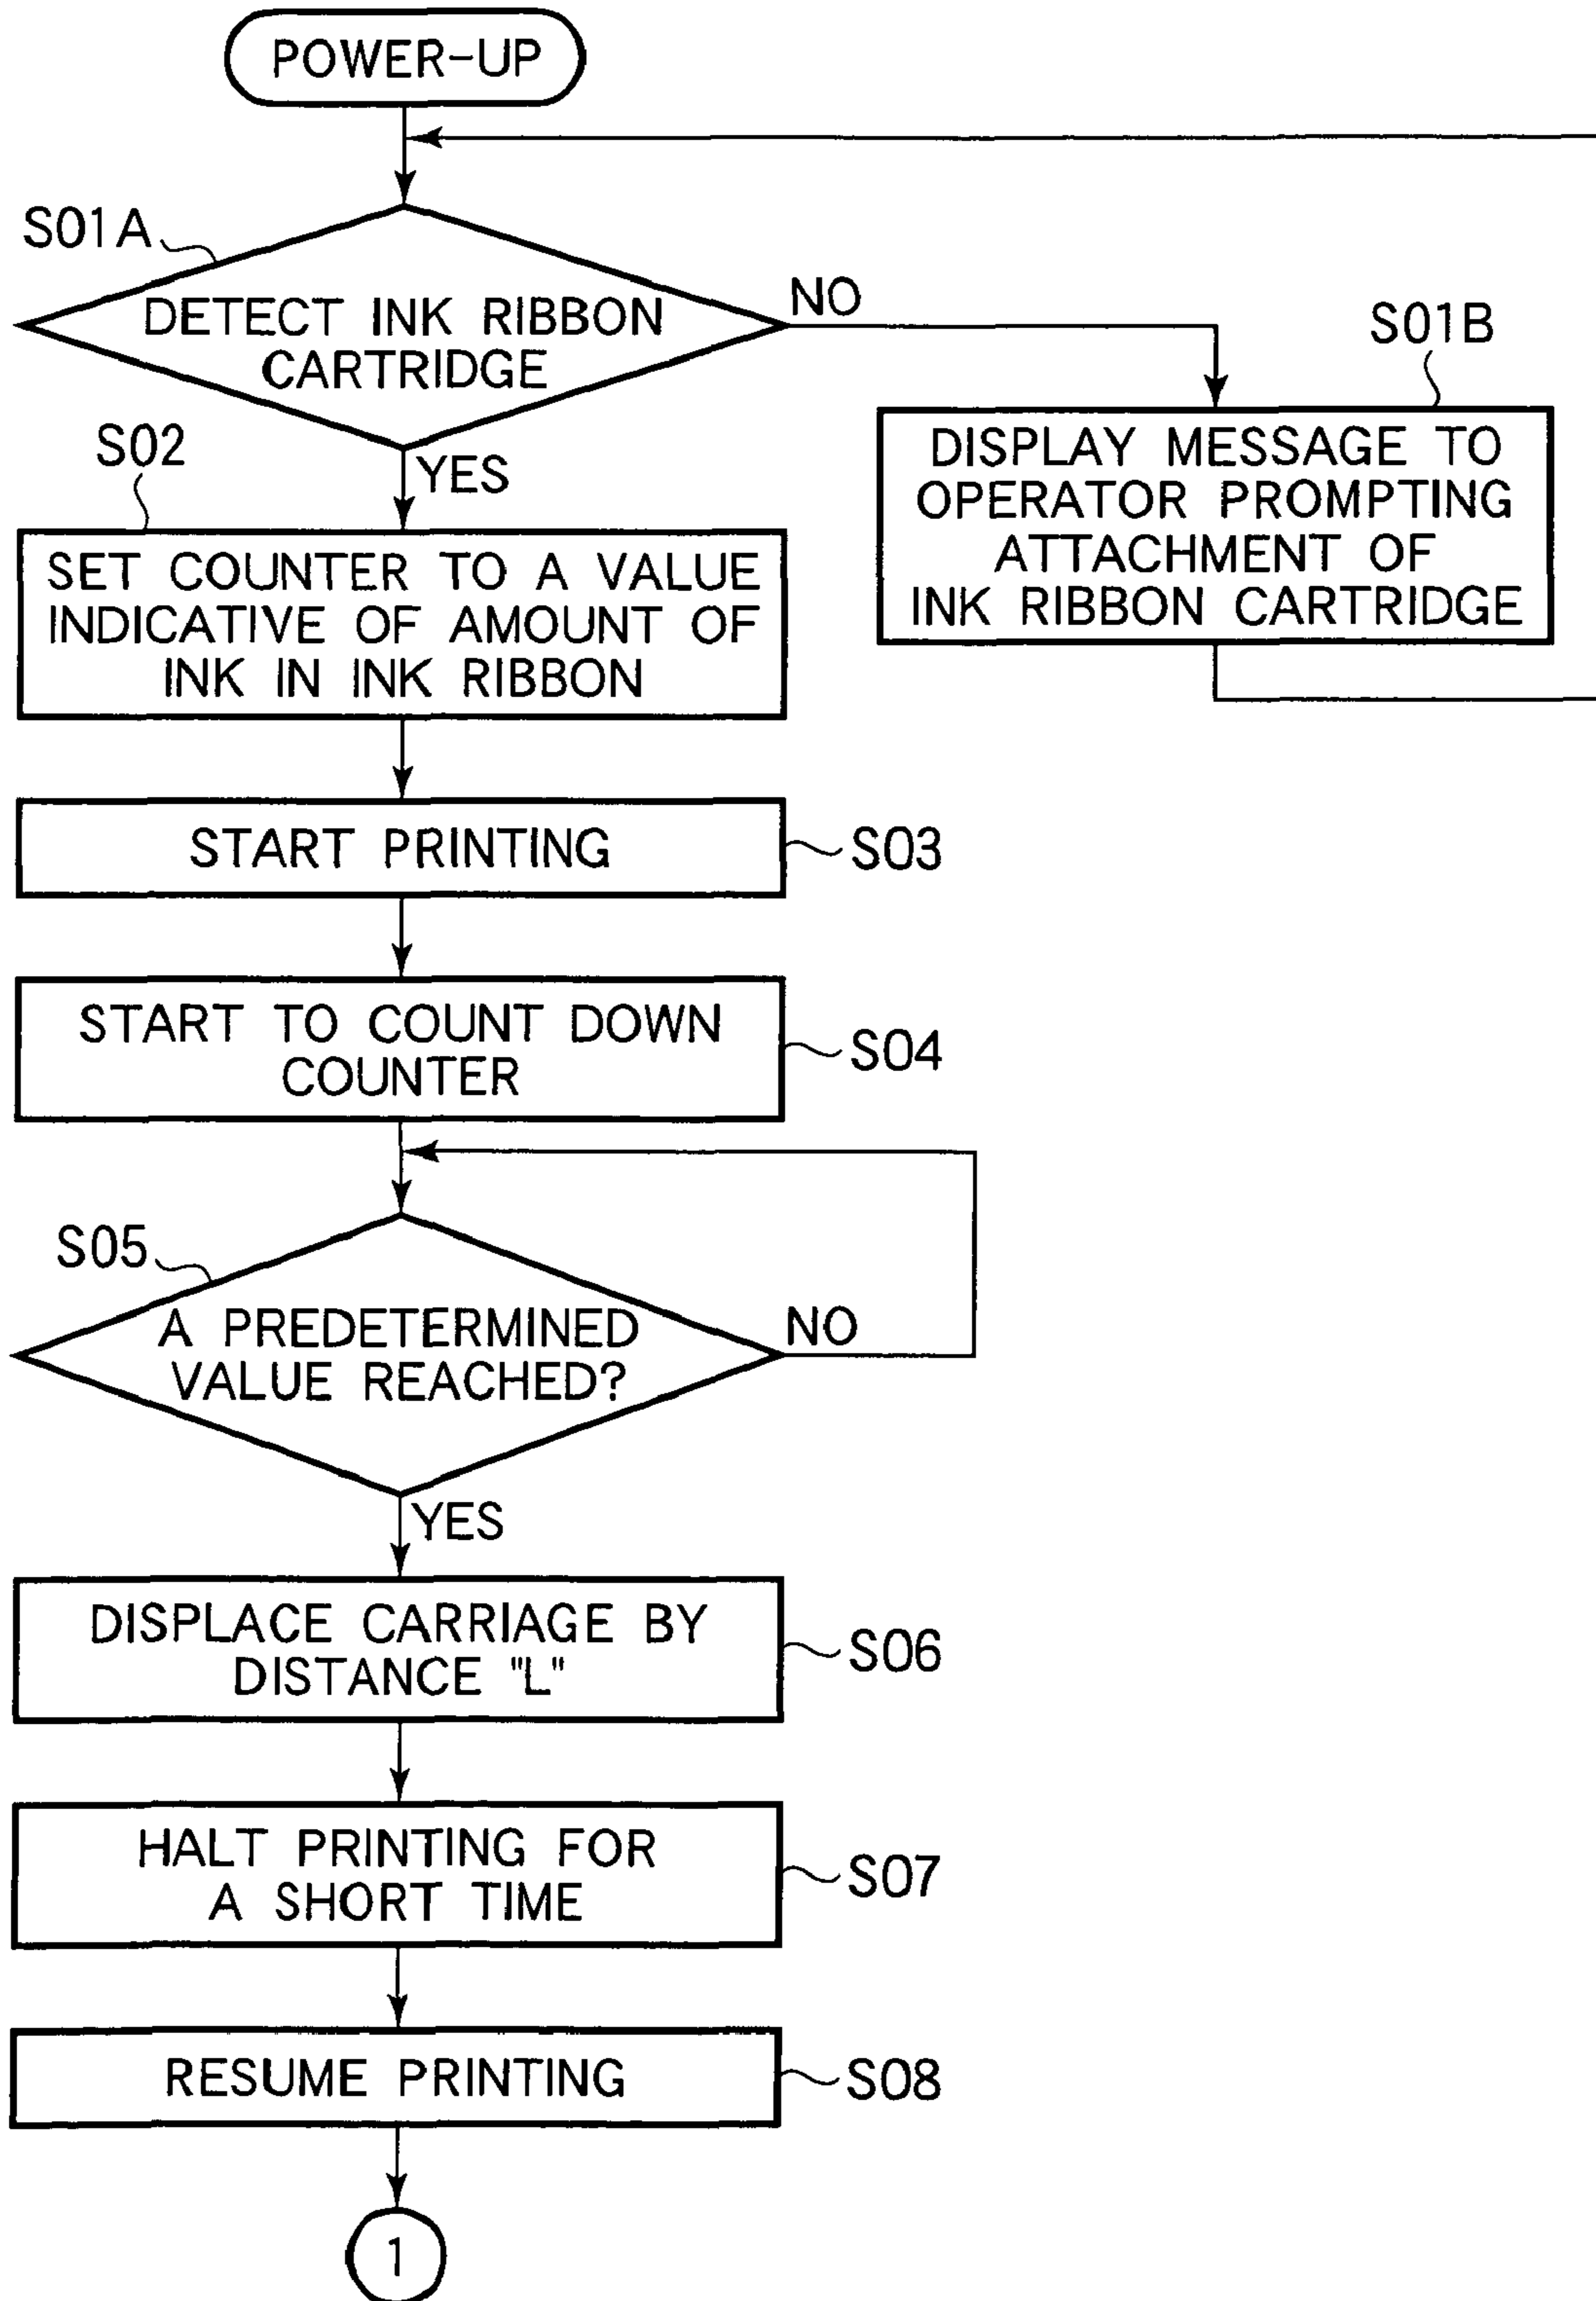 POWER-UP
S01A
DETECT INK RIBBON
CARTRIDGE
NO
YES
S01B
DISPLAY MESSAGE TO
OPERATOR PROMPTING
ATTACHMENT OF
INK RIBBON CARTRIDGE
S02
SET COUNTER TO A VALUE
INDICATIVE OF AMOUNT OF
INK IN INK RIBBON
START PRINTING
S03
START TO COUNT DOWN
COUNTER
S04
S05
A PREDETERMINED
VALUE REACHED?
NO
YES
DISPLACE CARRIAGE BY
DISTANCE "L"
S06
HALT PRINTING FOR
A SHORT TIME
S07
RESUME PRINTING
S08
1